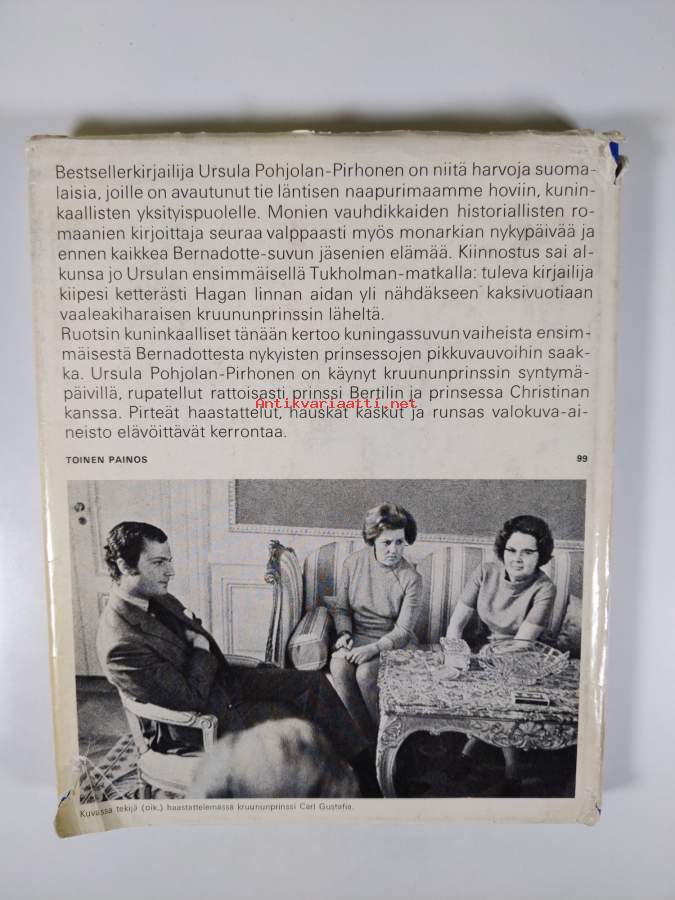 Bestsellerkirjailija Ursula Pohjolan-Pirhonen on niitä harvoja suoma-
laisia, joille on avautunut tie läntisen naapurimaamme hoviin, kunin-
kaallisten yksityispuolelle. Monien vauhdikkaiden historiallisten ro-
maanien kirjoittaja seuraa valppaasti myös monarkian nykypäivää ja
ennen kaikkea Bernadotte-suvun jäsenien elämää. Kiinnostus sai al-
kunsa jo Ursulan ensimmäisellä Tukholman-matkalla: tuleva kirjailija
kiipesi ketterästi Hagan linnan aidan yli nähdäkseen kaksivuotiaan
vaaleakiharaisen kruununprinssin läheltä.
Ruotsin kuninkaalliset tänään kertoo kuningassuvun vaiheista ensim-
mäisestä Bernadottesta nykyisten prinsessojen pikkuvauvoihin saak-
ka. Ursula Pohjolan-Pirhonen on käynyt kruununprinssin syntymä-
päivillä, rupatellut rattoisasti prinssi Bertilin ja prinsessa Christinan
kanssa. Pirteät haastattelut, hauskat kaskut ja runsas valokuva-ai-
Antikvariaatti.net
neisto elävöittävät kerrontaa.
TOINEN PAINOS 99
Kuvassa tekijä (oik.) haastattelemassa kruununprinssi Carl Gustafia.